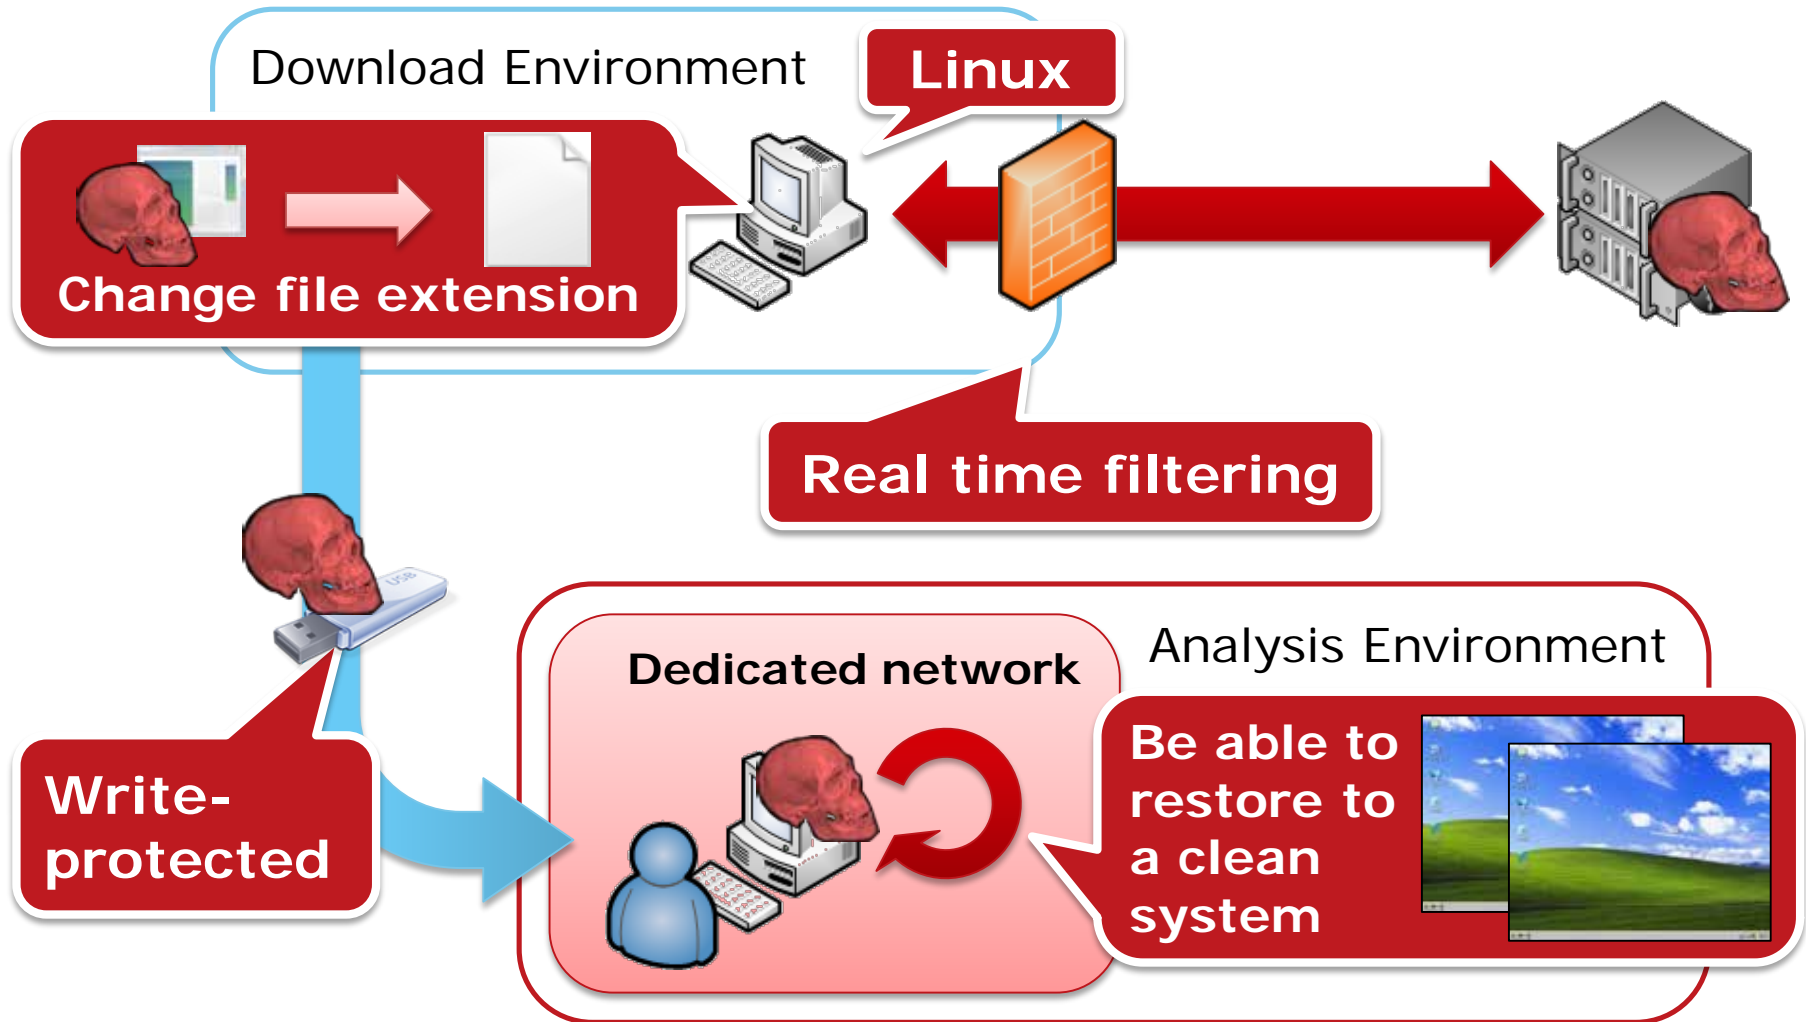 Download Environment
Linux
Change file extension
Real time filtering
USB
Analysis Environment
Dedicated network
Be able to
restore to
a clean
system
Write-
protected